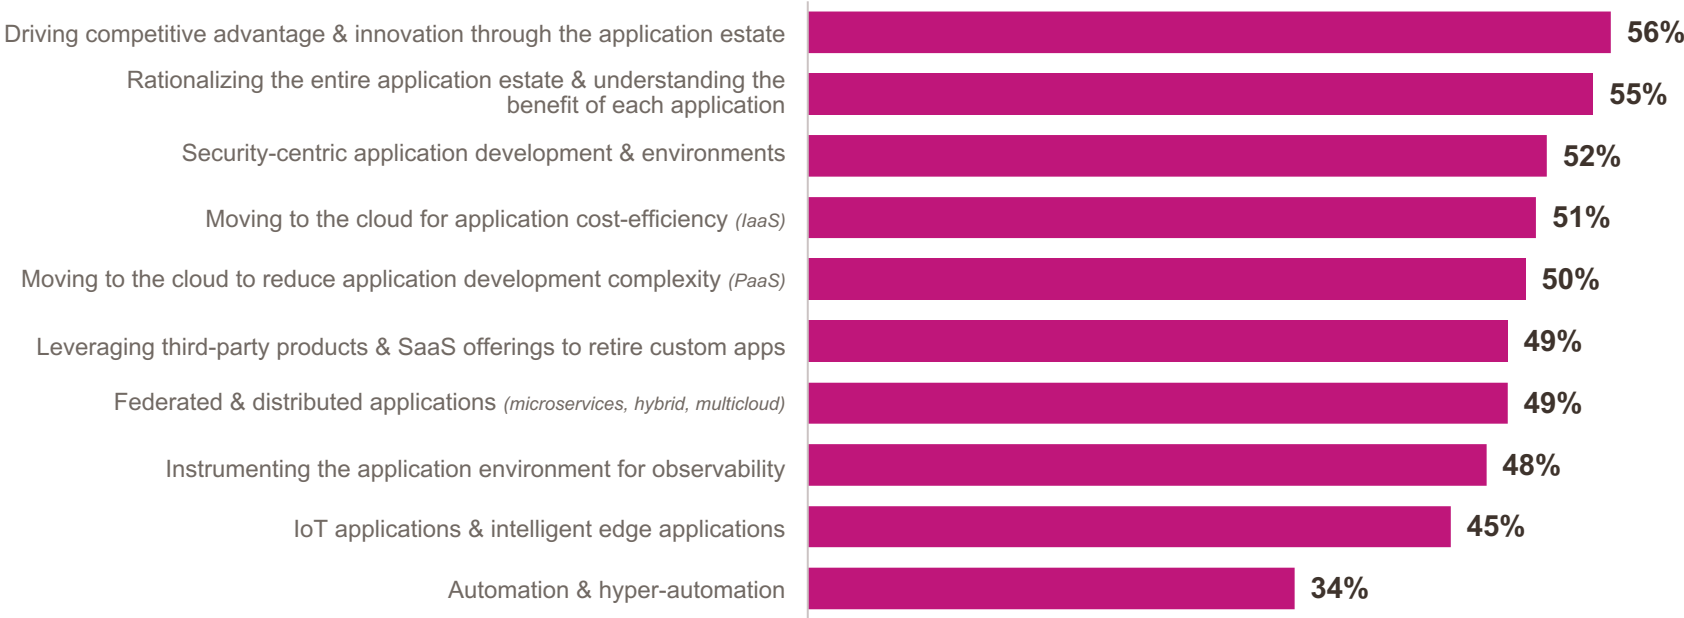 Driving competitive advantage & innovation through the application estate 56%
Rationalizing the entire application estate & understanding the
benefit of each application 55%
Security-centric application development & environments 52%
Moving to the cloud for application cost-efficiency (IaaS) 51%
Moving to the cloud to reduce application development complexity (PaaS) 50%
Leveraging third-party products & SaaS offerings to retire custom apps 49%
Federated & distributed applications (microservices, hybrid, multicloud) 49%
Instrumenting the application environment for observability 48%
IoT applications & intelligent edge applications 45%
Automation & hyper-automation 34%